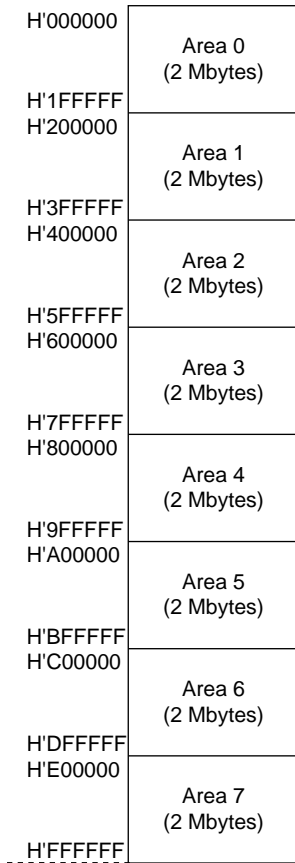 H'000000
Area 0
(2 Mbytes)
H'1FFFFF
H'200000
Area 1
(2 Mbytes)
H'3FFFFF
H'400000
Area 2
(2 Mbytes)
H'5FFFFF
H'600000
Area 3
(2 Mbytes)
H'7FFFFF
H'800000
Area 4
(2 Mbytes)
H'9FFFFF
H'A00000
Area 5
(2 Mbytes)
H'BFFFFF
H'C00000
Area 6
(2 Mbytes)
H'DFFFFF
H'E00000
Area 7
(2 Mbytes)
H'FFFFFF